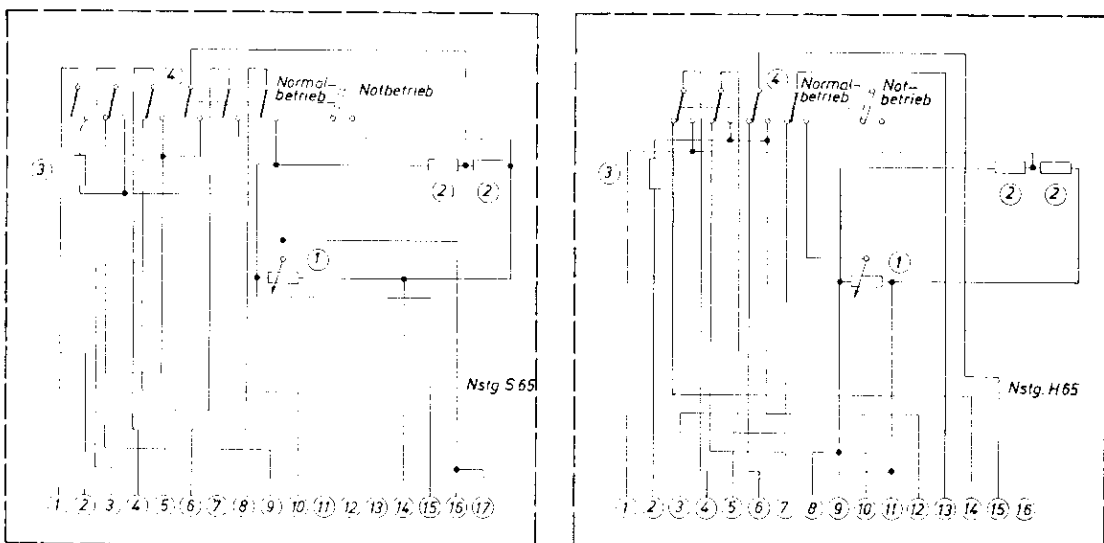 4
Normal-
betrieb
Notbetrieb
3
2 2
1
Nstg S 65
1 2 3 4 5 6 7 8 9 10 11 12 13 14 15 16 17
4
Normal-
betrieb
Not-
betrieb
3
2 2
1
Nstg. H 65
1 2 3 4 5 6 7 8 9 10 11 12 13 14 15 16